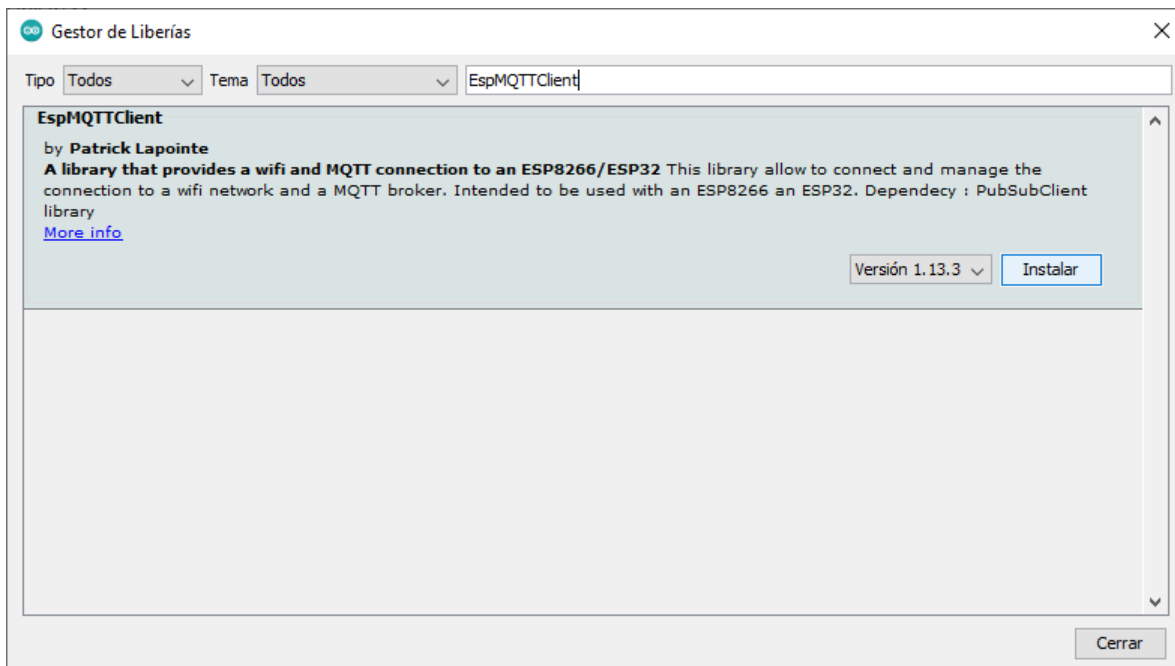 Gestor de Liberías
Tipo Todos Tema Todos EspMQTTClient
EspMQTTClient
by Patrick Lapointe
A library that provides a wifi and MQTT connection to an ESP8266/ESP32 This library allow to connect and manage the
connection to a wifi network and a MQTT broker. Intended to be used with an ESP8266 an ESP32. Dependecy : PubSubClient
library
More info
Versión 1.13.3 Instalar
Cerrar